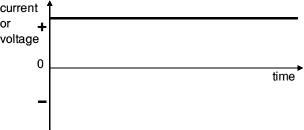 current
or
voltage
+
0
time
−